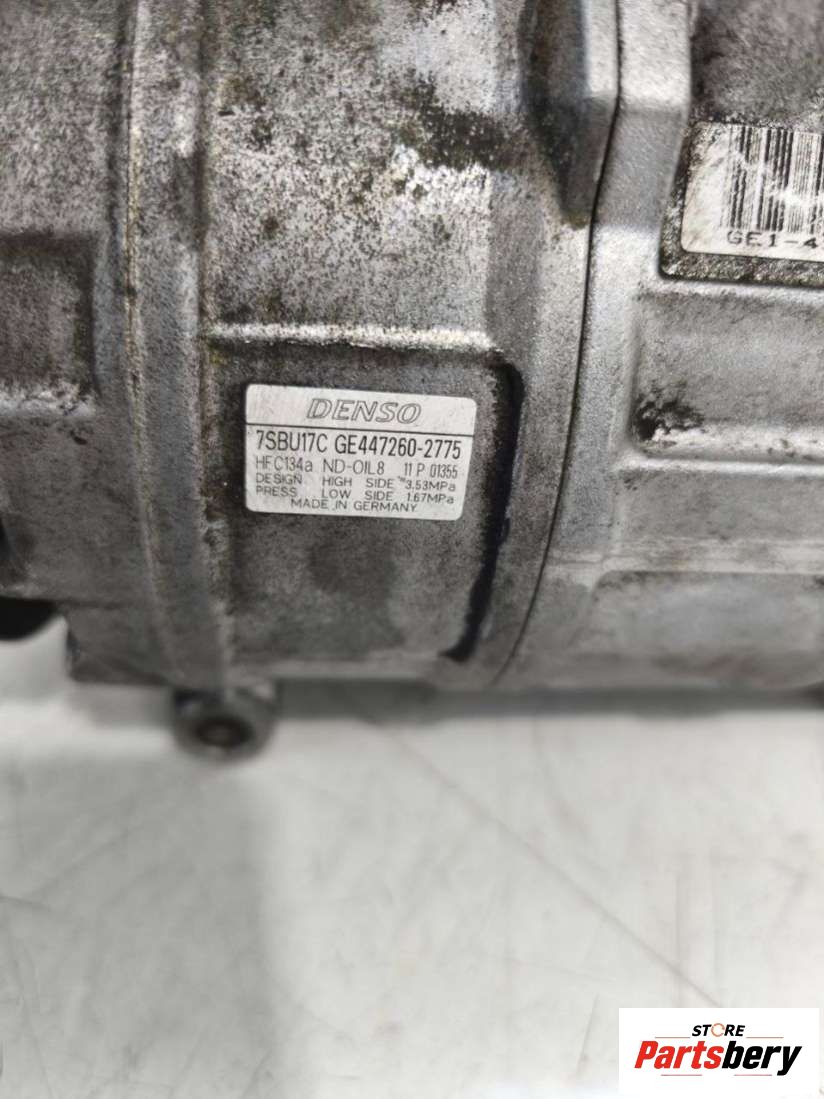 GE1-4
DENSO
7SBU17C GE447260-2775
HFC134a ND-OIL8 11 P 01355
DESIGN HIGH SIDE 3.53MPa
PRESS. LOW SIDE 1.67MPa
MADE IN GERMANY
STORE
Partsbery